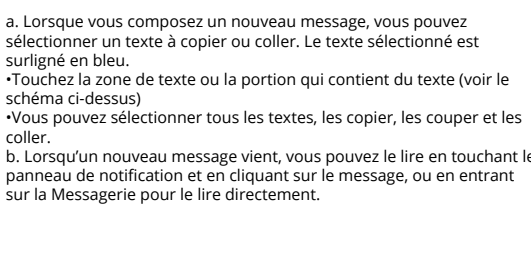 a. Lorsque vous composez un nouveau message, vous pouvez
sélectionner un texte à copier ou coller. Le texte sélectionné est
surligné en bleu.
•Touchez la zone de texte ou la portion qui contient du texte (voir le
schéma ci-dessus)
•Vous pouvez sélectionner tous les textes, les copier, les couper et les
coller.
b. Lorsqu’un nouveau message vient, vous pouvez le lire en touchant le
panneau de notification et en cliquant sur le message, ou en entrant
sur la Messagerie pour le lire directement.